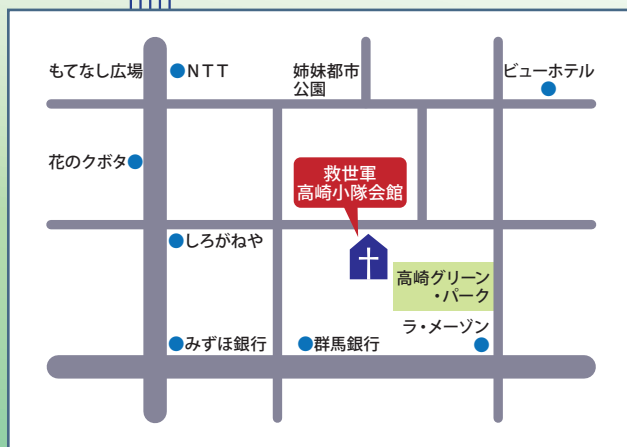 もてなし広場
NTT
姉妹都市
公園
ビューホテル
花のクボタ
救世軍
高崎小隊会館
しろがねや
高崎グリーン
・パーク
ラ・メーゾン
みずほ銀行
群馬銀行